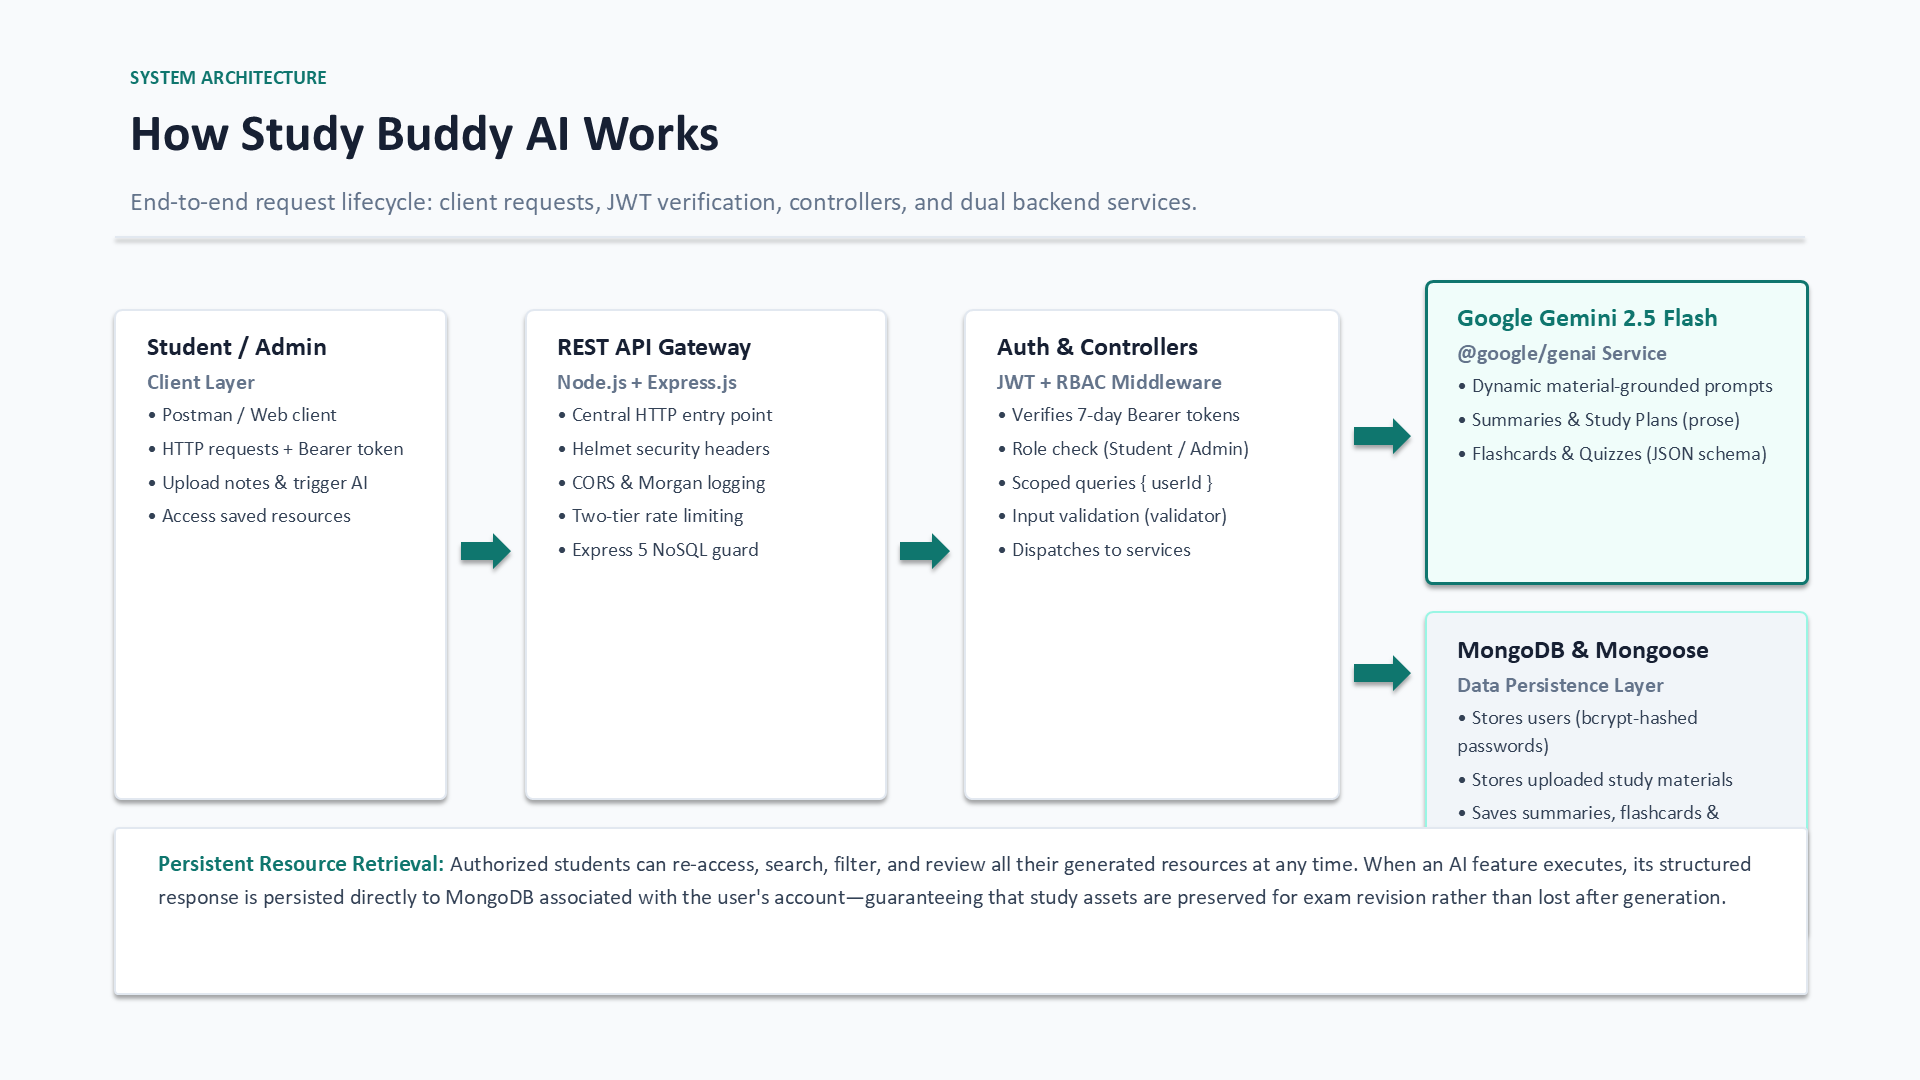 SYSTEM ARCHITECTURE
How Study Buddy AI Works
End-to-end request lifecycle: client requests, JWT verification, controllers, and dual backend services.
Student / Admin
Client Layer
• Postman / Web client
• HTTP requests + Bearer token
• Upload notes & trigger AI
• Access saved resources
REST API Gateway
Node.js + Express.js
• Central HTTP entry point
• Helmet security headers
• CORS & Morgan logging
• Two-tier rate limiting
• Express 5 NoSQL guard
Auth & Controllers
JWT + RBAC Middleware
• Verifies 7-day Bearer tokens
• Role check (Student / Admin)
• Scoped queries { userId }
• Input validation (validator)
• Dispatches to services
Google Gemini 2.5 Flash
@google/genai Service
• Dynamic material-grounded prompts
• Summaries & Study Plans (prose)
• Flashcards & Quizzes (JSON schema)
MongoDB & Mongoose
Data Persistence Layer
• Stores users (bcrypt-hashed
passwords)
• Stores uploaded study materials
• Saves summaries, flashcards &
Persistent Resource Retrieval: Authorized students can re-access, search, filter, and review all their generated resources at any time. When an AI feature executes, its structured
response is persisted directly to MongoDB associated with the user's account—guaranteeing that study assets are preserved for exam revision rather than lost after generation.